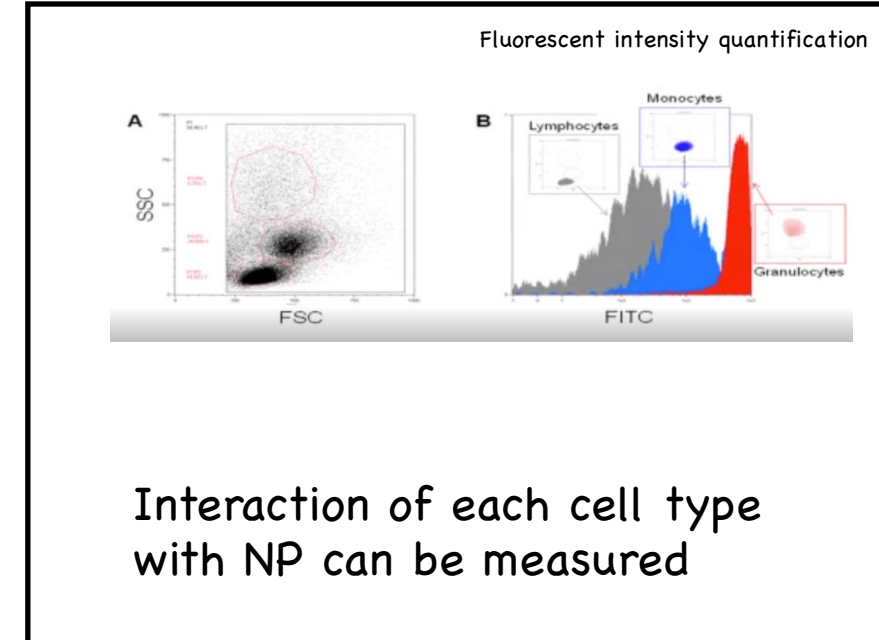 Fluorescent intensity quantification
A
SSC
FSC
B
Monocytes
Lymphocytes
Granulocytes
FITC
Interaction of each cell type
with NP can be measured